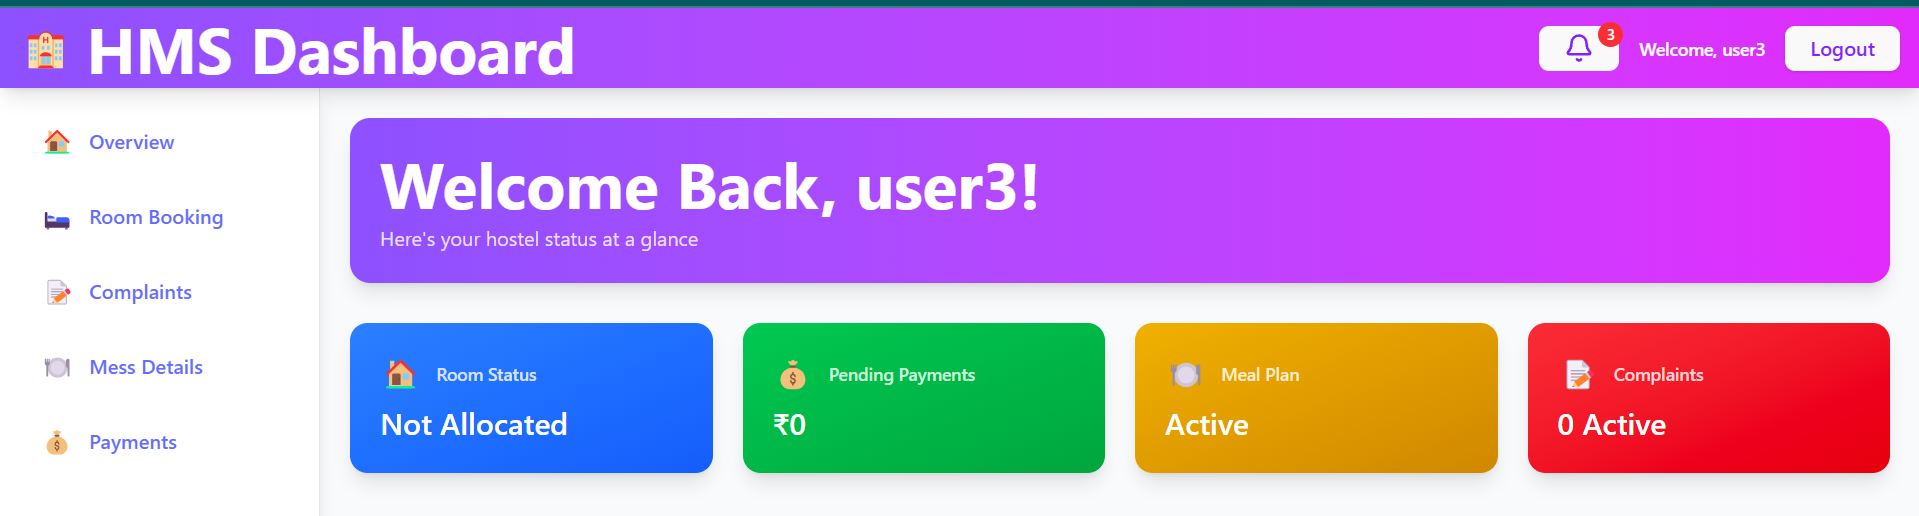 HMS Dashboard
3
Welcome, user3
Logout
Overview
Room Booking
Complaints
Mess Details
Payments
Welcome Back, user3!
Here's your hostel status at a glance
Room Status
Not Allocated
Pending Payments
₹0
Meal Plan
Active
Complaints
0 Active